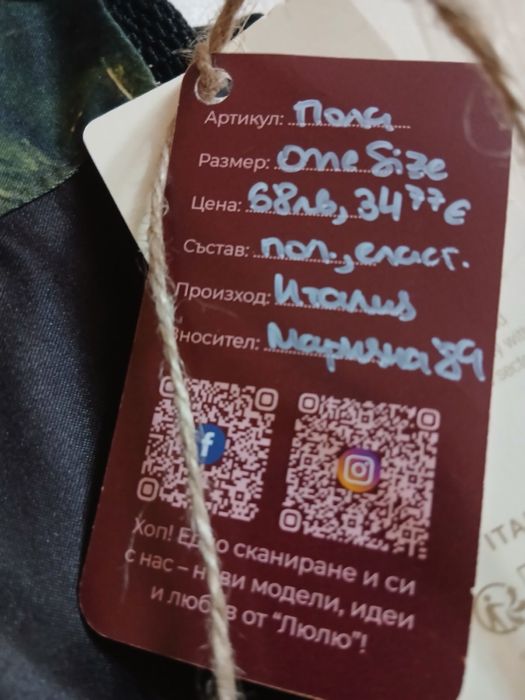 Артикул: Пола
Размер: One Size
Цена: 68лв, 34⁷⁷€
Състав: пол., еласт.
Произход: Италия
Вносител: Марияна 89
Хоп! Едно сканиране и си
с нас – нови модели, идеи
и любов от "Люлю"!
ITA